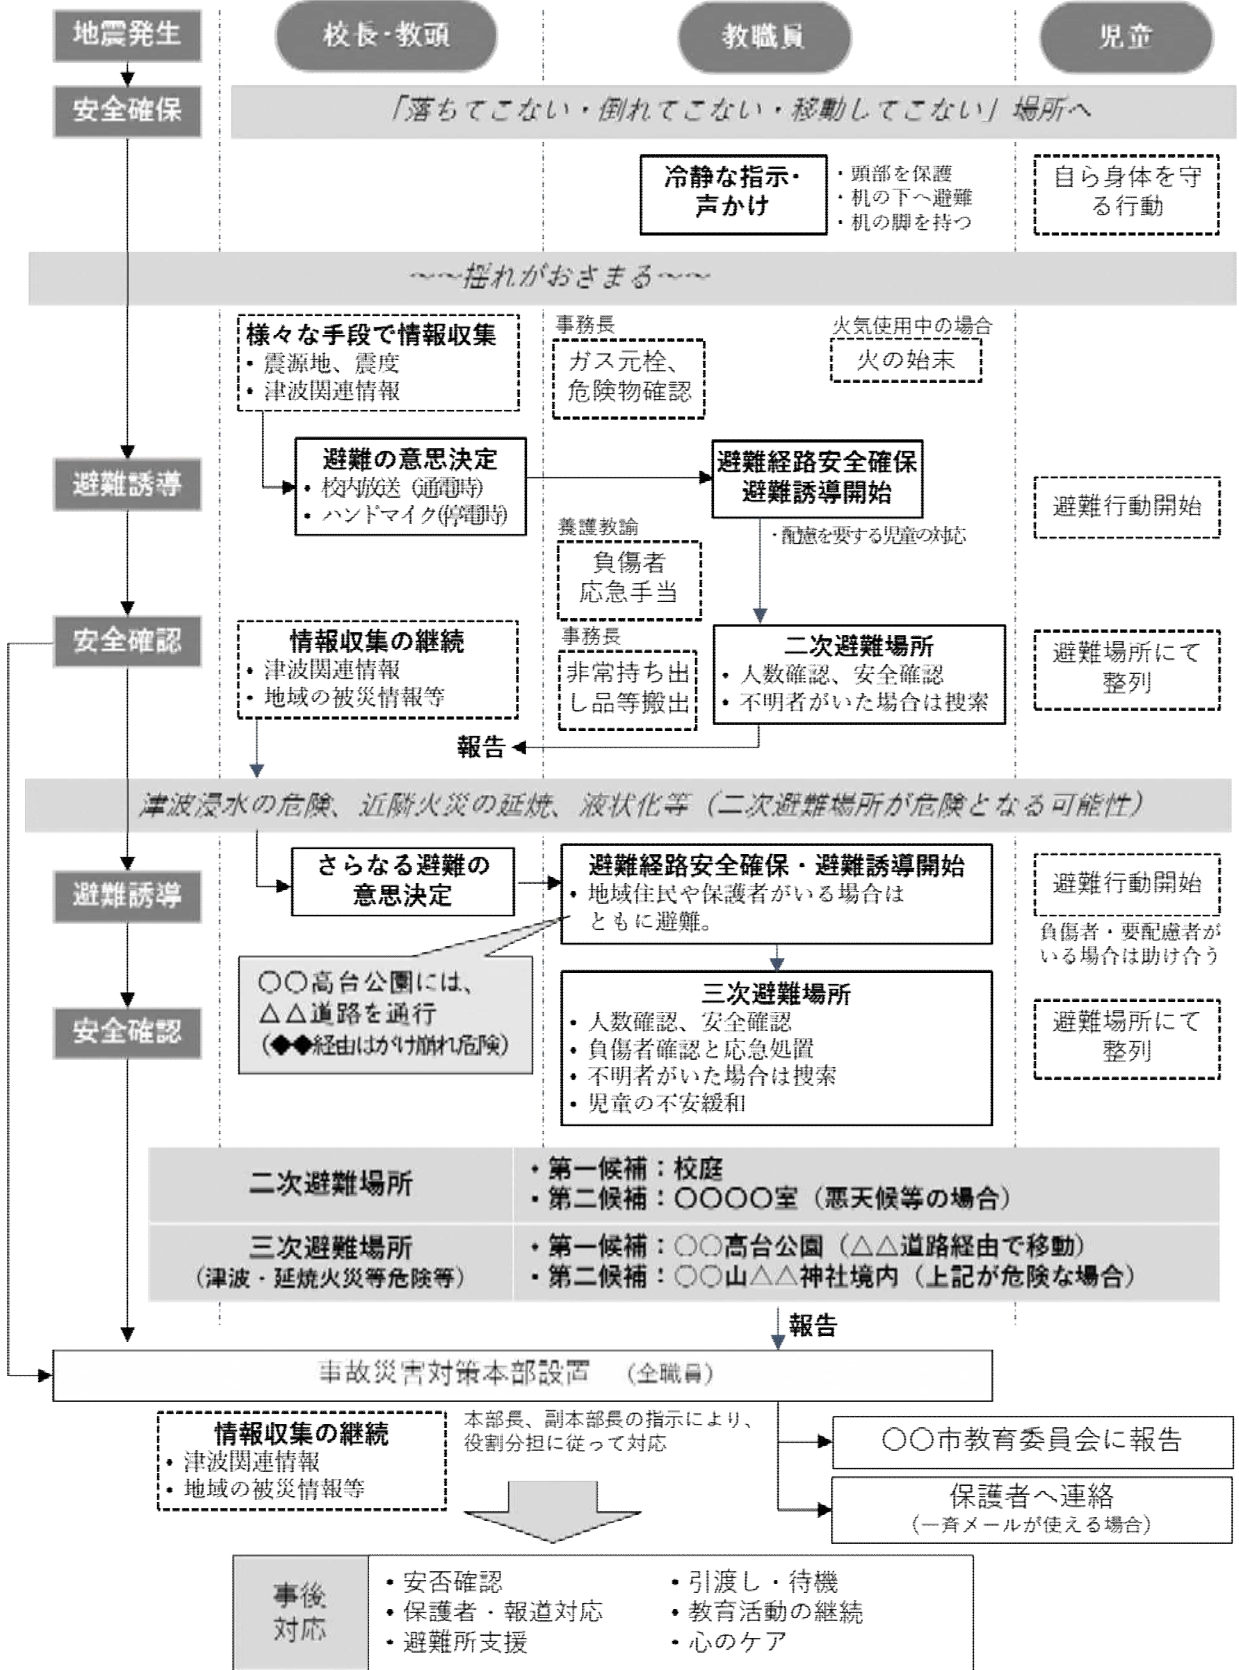 地震発生
校長・教頭
教職員
児童
安全確保
「落ちてこない・倒れてこない・移動してこない」場所へ
冷静な指示・
声かけ
・頭部を保護
・机の下へ避難
・机の脚を持つ
自ら身体を守
る行動
～～揺れがおさまる～～
様々な手段で情報収集
• 震源地、震度
• 津波関連情報
事務長
ガス元栓、
危険物確認
火気使用中の場合
火の始末
避難誘導
避難の意思決定
• 校内放送（通電時）
• ハンドマイク(停電時)
避難経路安全確保
避難誘導開始
・配慮を要する児童の対応
避難行動開始
養護教諭
負傷者
応急手当
安全確認
情報収集の継続
• 津波関連情報
• 地域の被災情報等
事務長
非常持ち出
し品等搬出
二次避難場所
• 人数確認、安全確認
• 不明者がいた場合は捜索
避難場所にて
整列
報告
津波浸水の危険、近隣火災の延焼、液状化等（二次避難場所が危険となる可能性）
避難誘導
さらなる避難の
意思決定
避難経路安全確保・避難誘導開始
• 地域住民や保護者がいる場合は
ともに避難。
避難行動開始
負傷者・要配慮者が
いる場合は助け合う
〇〇高台公園には、
△△道路を通行
(◆◆経由はがけ崩れ危険)
安全確認
三次避難場所
• 人数確認、安全確認
• 負傷者確認と応急処置
• 不明者がいた場合は捜索
• 児童の不安緩和
避難場所にて
整列
二次避難場所
・第一候補：校庭
・第二候補：〇〇〇〇室（悪天候等の場合）
三次避難場所
（津波・延焼火災等危険等）
・第一候補：〇〇高台公園（△△道路経由で移動）
・第二候補：〇〇山△△神社境内（上記が危険な場合）
報告
事故災害対策本部設置　（全職員）
情報収集の継続
• 津波関連情報
• 地域の被災情報等
本部長、副本部長の指示により、
役割分担に従って対応
〇〇市教育委員会に報告
保護者へ連絡
（一斉メールが使える場合）
事後
対応
• 安否確認
• 保護者・報道対応
• 避難所支援
• 引渡し・待機
• 教育活動の継続
• 心のケア